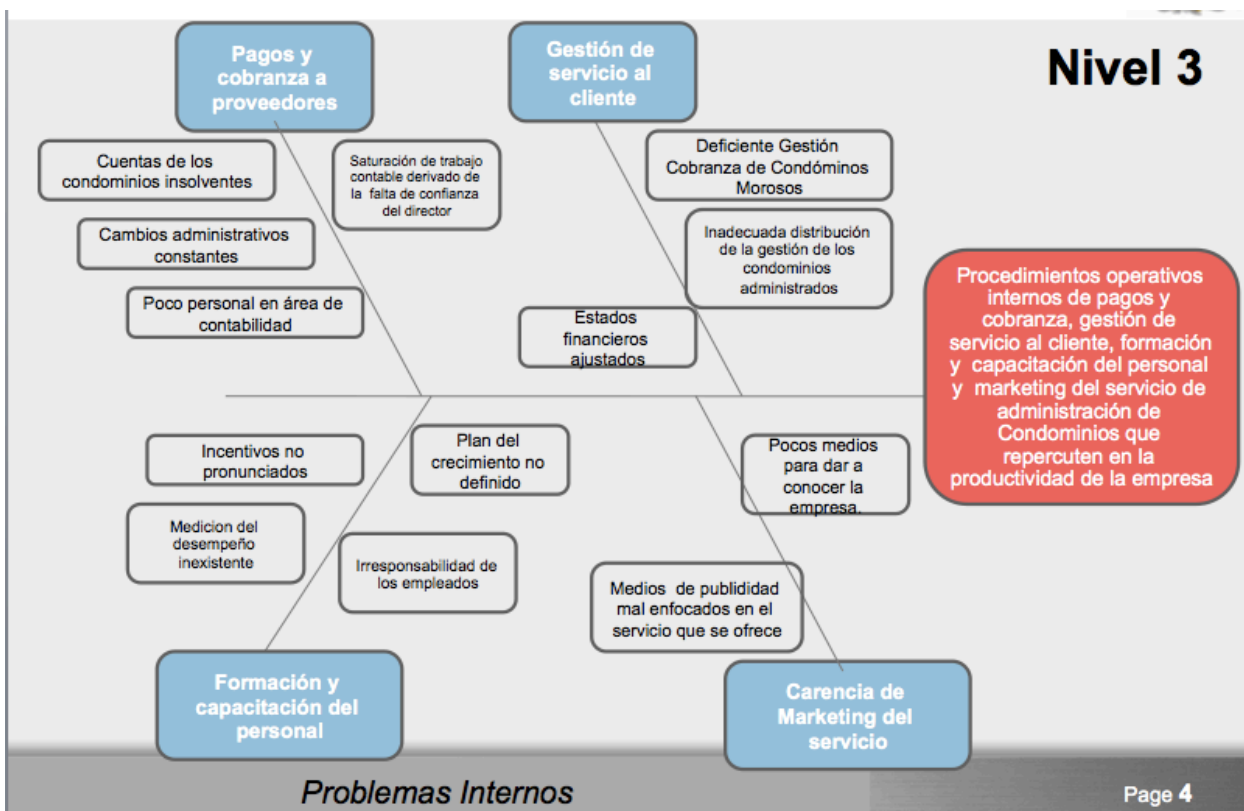 Pagos y
cobranza a
proveedores
Gestión de
servicio al
cliente
Nivel 3
Cuentas de los
condominios insolventes
Saturación de trabajo
contable derivado de
la falta de confianza
del director
Cambios administrativos
constantes
Poco personal en área de
contabilidad
Deficiente Gestión
Cobranza de Condóminos
Morosos
Inadecuada distribución
de la gestión de los
condominios
administrados
Estados
financieros
ajustados
Procedimientos operativos
internos de pagos y
cobranza, gestión de
servicio al cliente, formación
y capacitación del personal
y marketing del servicio de
administración de
Condominios que
repercuten en la
productividad de la empresa
Incentivos no
pronunciados
Plan del
crecimiento no
definido
Medicion del
desempeño
inexistente
Irresponsabilidad de
los empleados
Pocos medios
para dar a
conocer la
empresa.
Medios de publididad
mal enfocados en el
servicio que se ofrece
Formación y
capacitación del
personal
Carencia de
Marketing del
servicio
Problemas Internos
Page 4